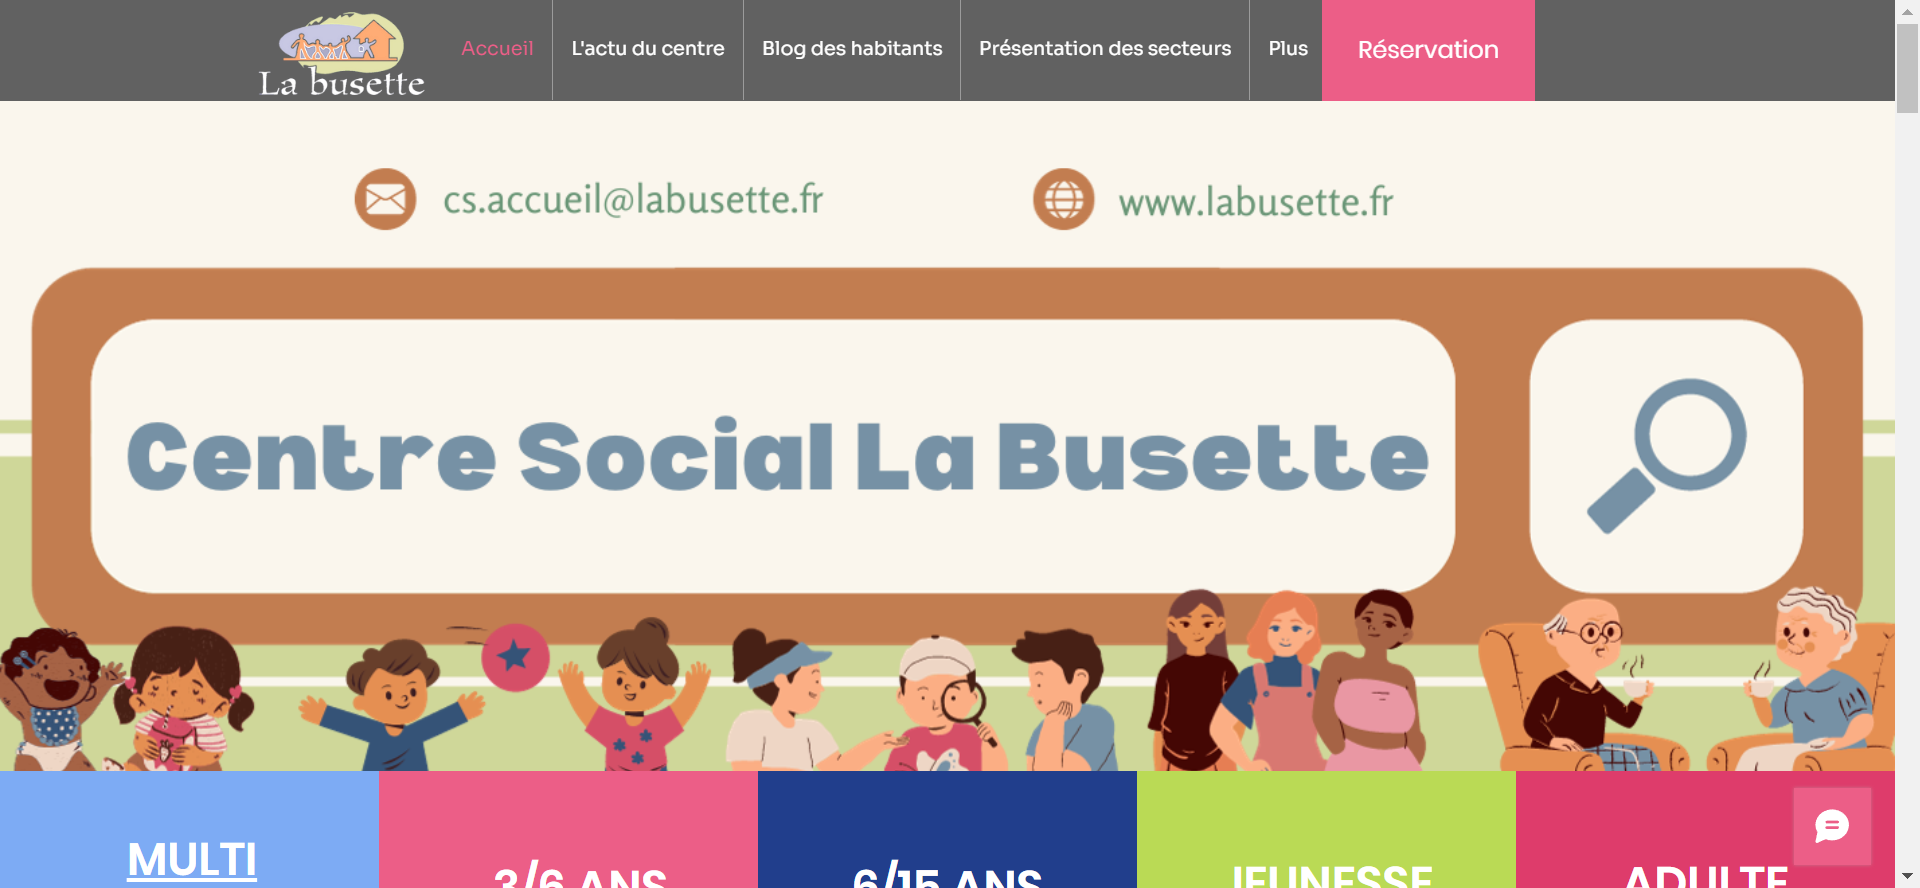 La busette
Accueil
L'actu du centre
Blog des habitants
Présentation des secteurs
Plus
Réservation
cs.accueil@labusette.fr
www.labusette.fr
Centre Social La Busette
MULTI
3/6 ANS
6/15 ANS
JEUNESSE
ADULTE